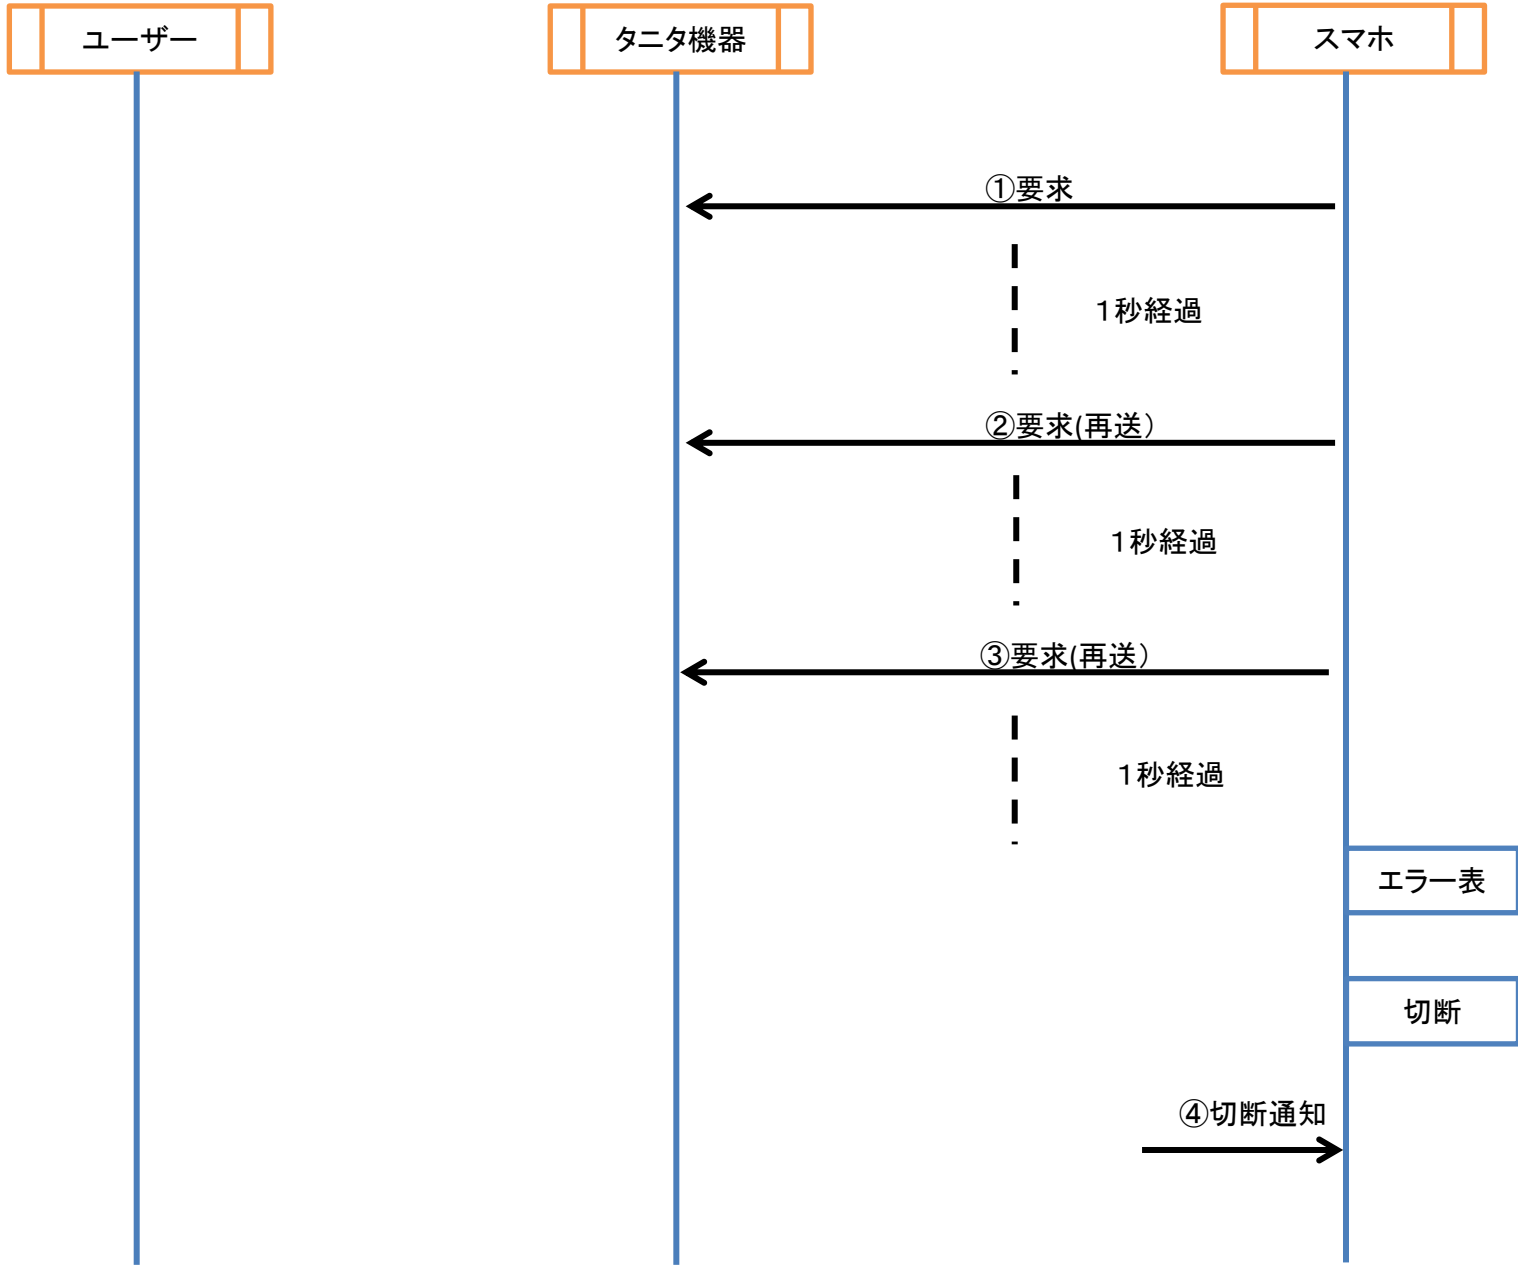 ユーザー
タニタ機器
スマホ
①要求
１秒経過
②要求(再送）
１秒経過
③要求(再送）
１秒経過
エラー表
切断
④切断通知